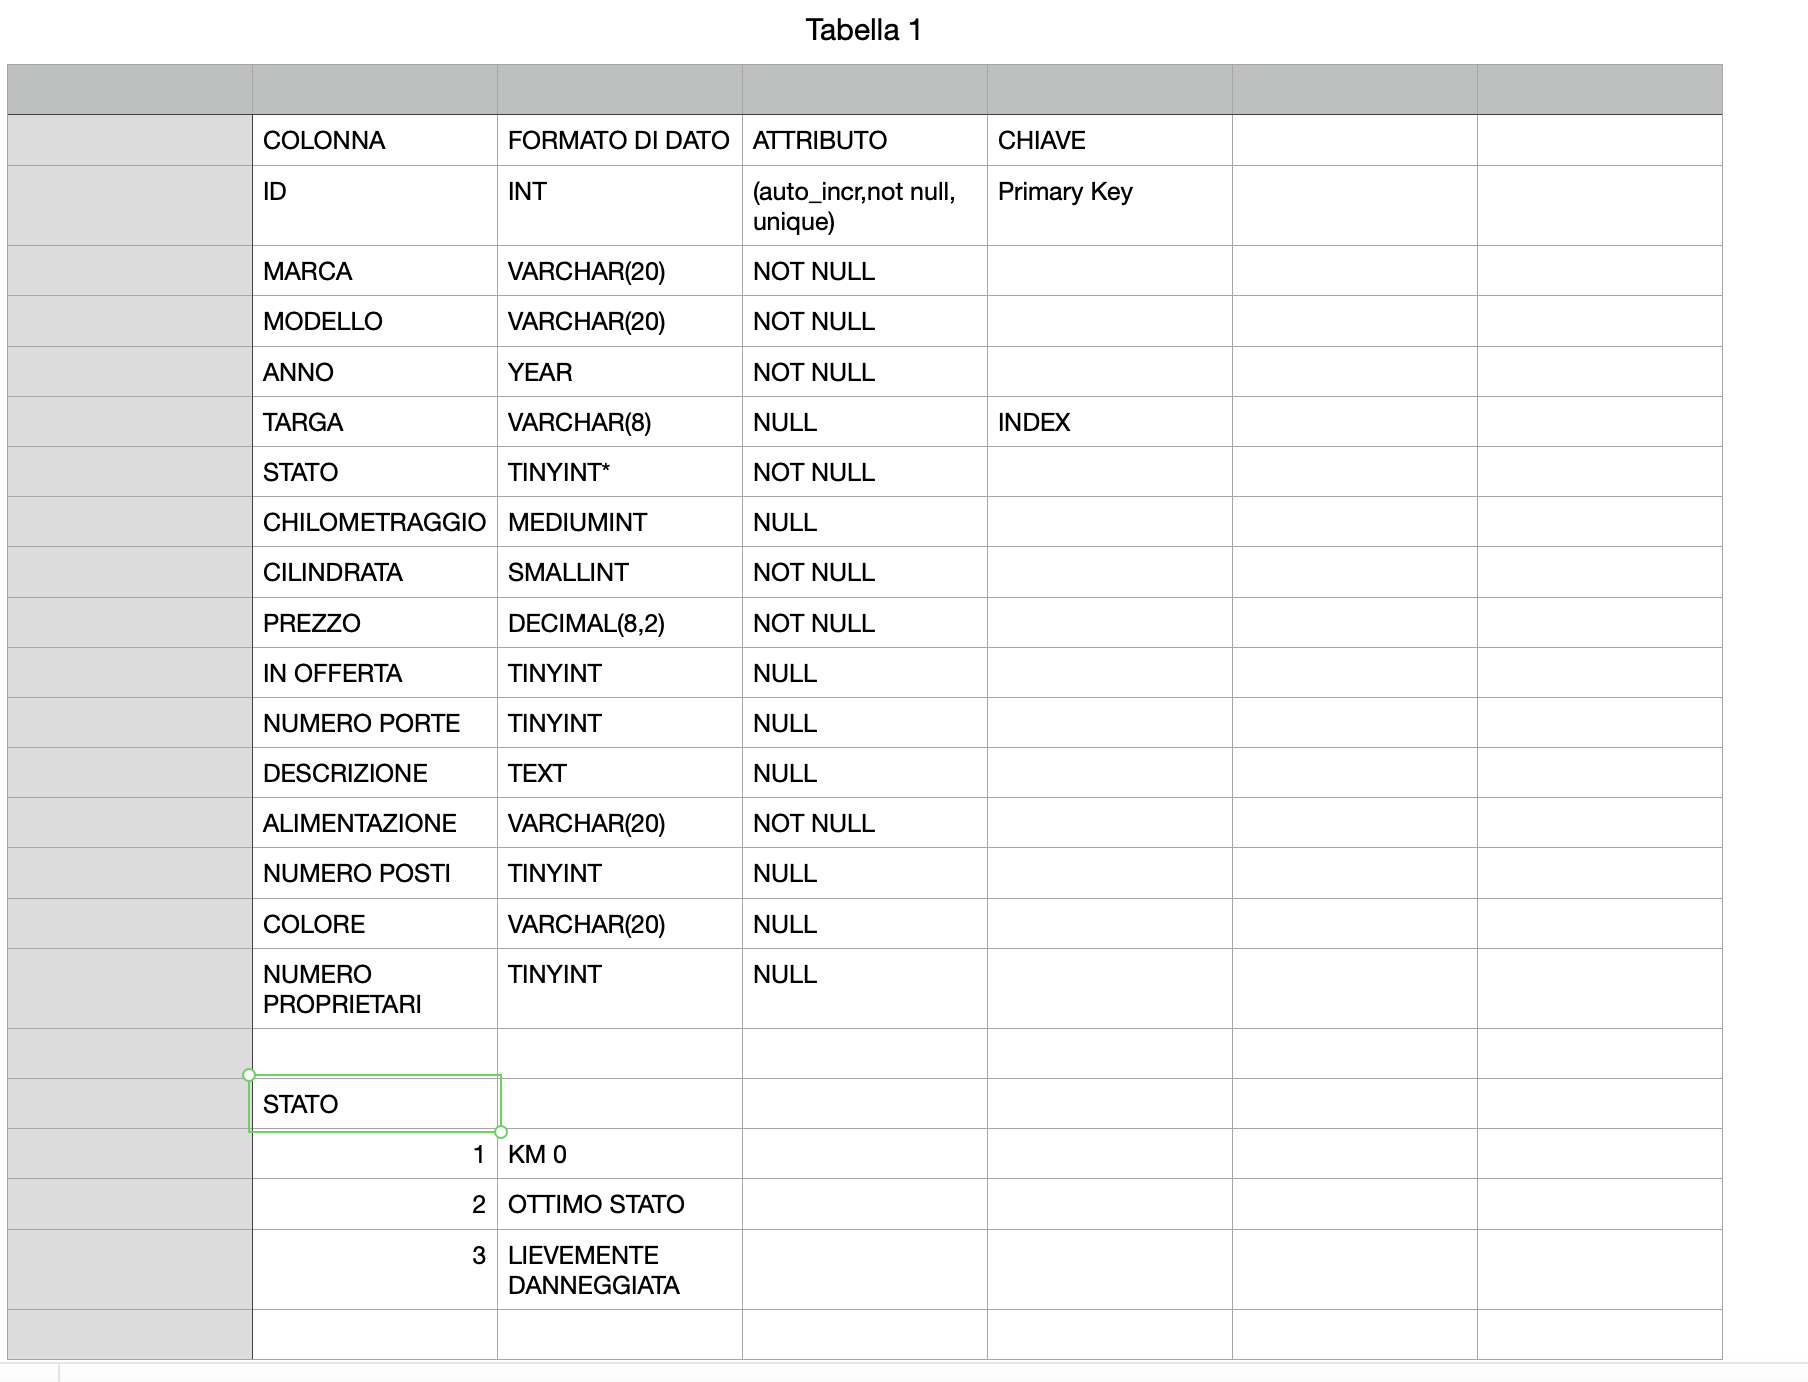 Tabella 1
COLONNA FORMATO DI DATO ATTRIBUTO CHIAVE
ID INT (auto_incr,not null, Primary Key
unique)
MARCA VARCHAR(20) NOT NULL
MODELLO VARCHAR(20) NOT NULL
ANNO YEAR NOT NULL
TARGA VARCHAR(8) NULL INDEX
STATO TINYINT* NOT NULL
CHILOMETRAGGIO MEDIUMINT NULL
CILINDRATA SMALLINT NOT NULL
PREZZO DECIMAL(8,2) NOT NULL
IN OFFERTA TINYINT NULL
NUMERO PORTE TINYINT NULL
DESCRIZIONE TEXT NULL
ALIMENTAZIONE VARCHAR(20) NOT NULL
NUMERO POSTI TINYINT NULL
COLORE VARCHAR(20) NULL
NUMERO TINYINT NULL
PROPRIETARI
STATO
1 KM 0
2 OTTIMO STATO
3 LIEVEMENTE
DANNEGGIATA